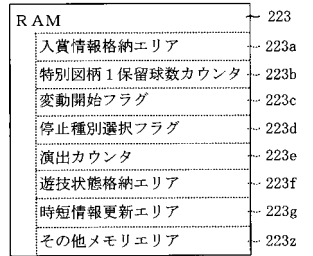 RAM 223
入賞情報格納エリア 223a
特別図柄1保留球数カウンタ 223b
変動開始フラグ 223c
停止種別選択フラグ 223d
演出カウンタ 223e
遊技状態格納エリア 223f
時短情報更新エリア 223g
その他メモリエリア 223z